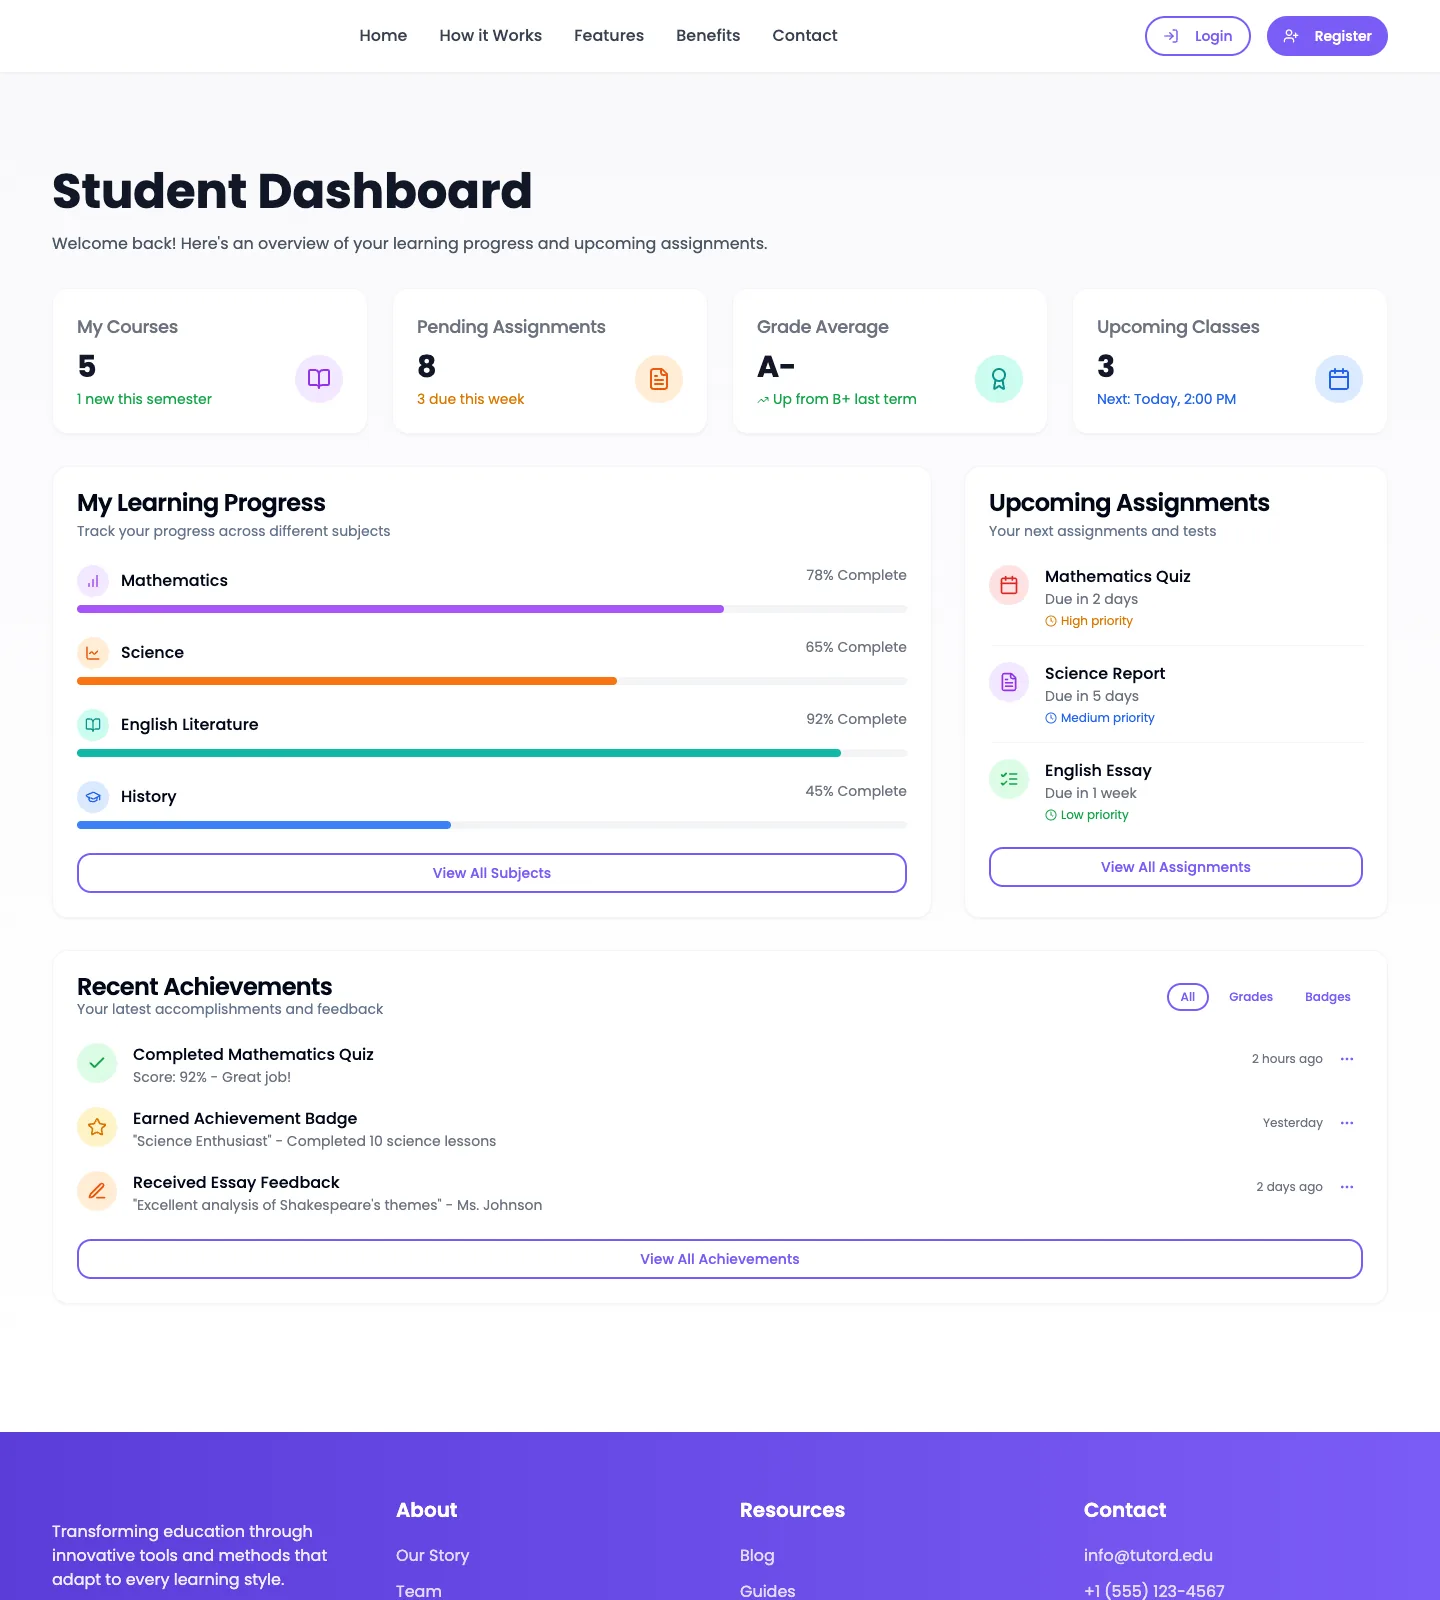 Home
How it Works
Features
Benefits
Contact
Login
Register
Student Dashboard
Welcome back! Here's an overview of your learning progress and upcoming assignments.
My Courses
5
1 new this semester
Pending Assignments
8
3 due this week
Grade Average
A-
Up from B+ last term
Upcoming Classes
3
Next: Today, 2:00 PM
My Learning Progress
Track your progress across different subjects
Mathematics
78% Complete
Science
65% Complete
English Literature
92% Complete
History
45% Complete
View All Subjects
Upcoming Assignments
Your next assignments and tests
Mathematics Quiz
Due in 2 days
High priority
Science Report
Due in 5 days
Medium priority
English Essay
Due in 1 week
Low priority
View All Assignments
Recent Achievements
Your latest accomplishments and feedback
All
Grades
Badges
Completed Mathematics Quiz
Score: 92% - Great job!
2 hours ago
Earned Achievement Badge
"Science Enthusiast" - Completed 10 science lessons
Yesterday
Received Essay Feedback
"Excellent analysis of Shakespeare's themes" - Ms. Johnson
2 days ago
View All Achievements
Transforming education through
innovative tools and methods that
adapt to every learning style.
About
Our Story
Team
Resources
Blog
Guides
Contact
info@tutord.edu
+1 (555) 123-4567